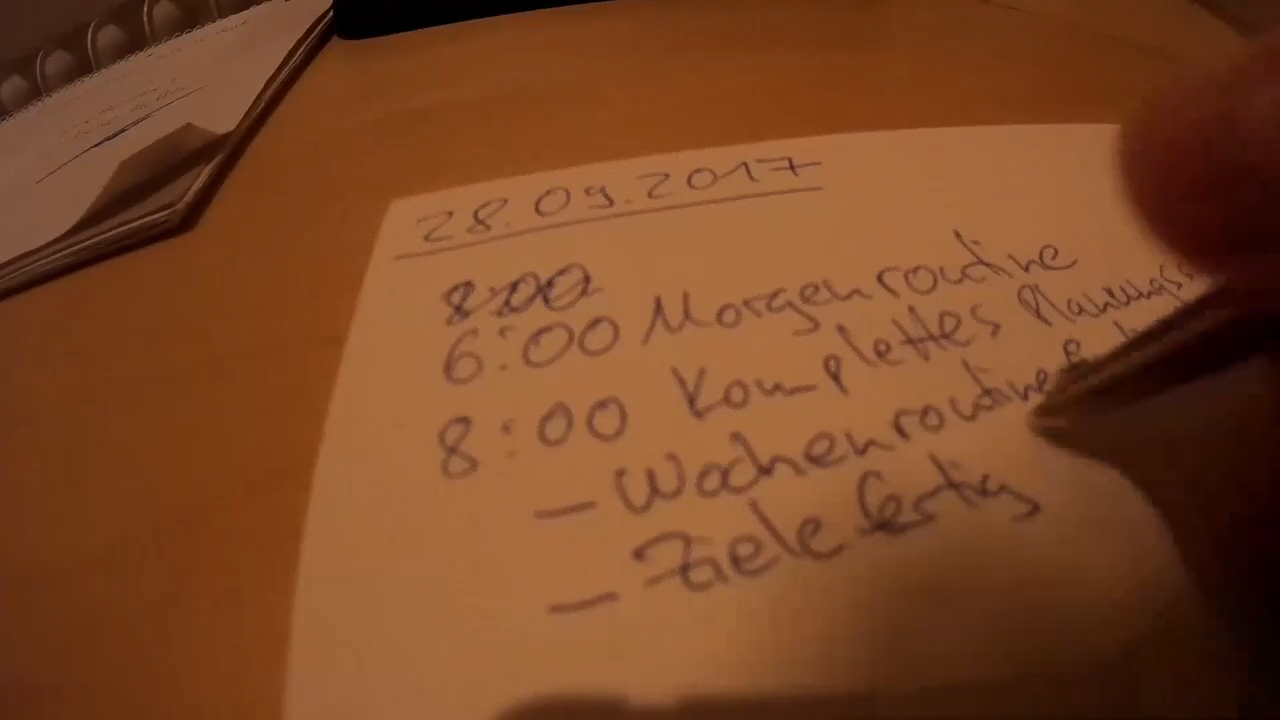 28.09.2017
8:00
6:00 Morgenroutine
8:00 Komplettes
– Wochenroutine &
– Ziele fertig